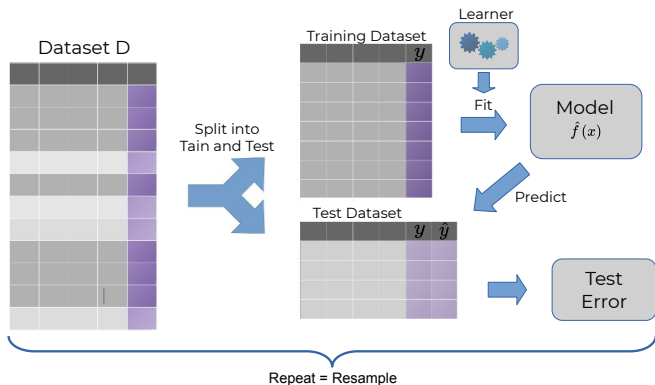 Dataset D
Split into
Tain and Test
Training Dataset
y
Learner
Fit
Model
f̂(x)
Predict
Test Dataset
y ŷ
Test
Error
Repeat = Resample